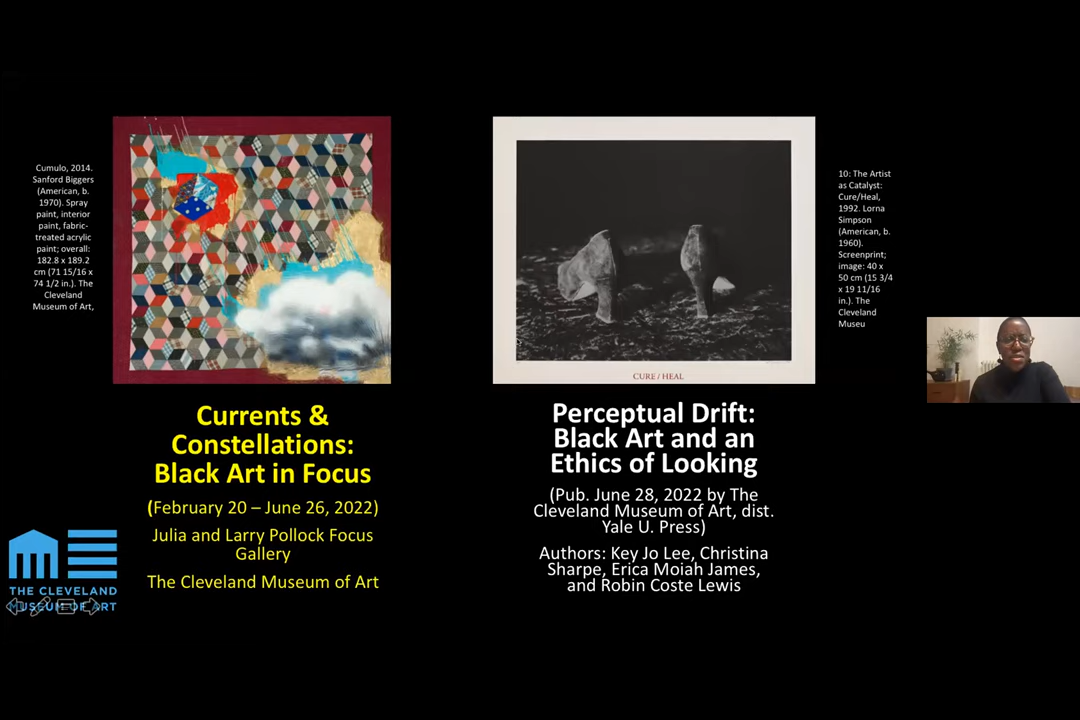 Cumulo, 2014.
Sanford Biggers
(American, b.
1970). Spray
paint, interior
paint, fabric-
treated acrylic
paint; overall:
182.8 x 189.2
cm (71 15/16 x
74 1/2 in.). The
Cleveland
Museum of Art,
CURE / HEAL
10: The Artist
as Catalyst:
Cure/Heal,
1992. Lorna
Simpson
(American, b.
1960).
Screenprint;
image: 40 x
50 cm (15 3/4
x 19 11/16
in.). The
Cleveland
Museu
Currents &
Constellations:
Black Art in Focus
(February 20 – June 26, 2022)
Julia and Larry Pollock Focus
Gallery
The Cleveland Museum of Art
Perceptual Drift:
Black Art and an
Ethics of Looking
(Pub. June 28, 2022 by The
Cleveland Museum of Art, dist.
Yale U. Press)
Authors: Key Jo Lee, Christina
Sharpe, Erica Moiah James,
and Robin Coste Lewis
THE CLEVELAND
MUSEUM OF ART